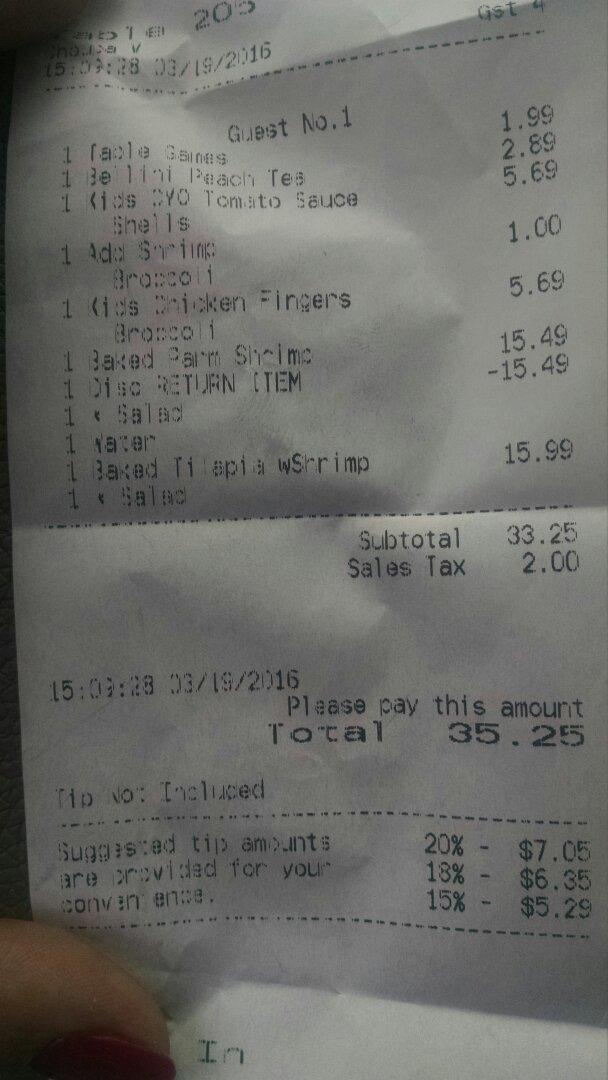 Table 205 Gst 4
Shonda V
15:09:28 03/19/2016
Guest No.1
1 Table Games 1.99
1 Bellini Peach Tea 2.89
1 Kids CYO Tomato Sauce 5.69
Shells
1 Add Shrimp 1.00
Broccoli
1 Kids Chicken Fingers 5.69
Broccoli
1 Baked Parm Shrimp 15.49
1 Disc RETURN ITEM -15.49
1 * Salad
1 Water
1 Baked Tilapia wShrimp 15.99
1 * Salad
Subtotal 33.25
Sales Tax 2.00
15:09:28 03/19/2016
Please pay this amount
Total 35.25
Tip Not Included
Suggested tip amounts 20% - $7.05
are provided for your 18% - $6.35
convenience. 15% - $5.29
In